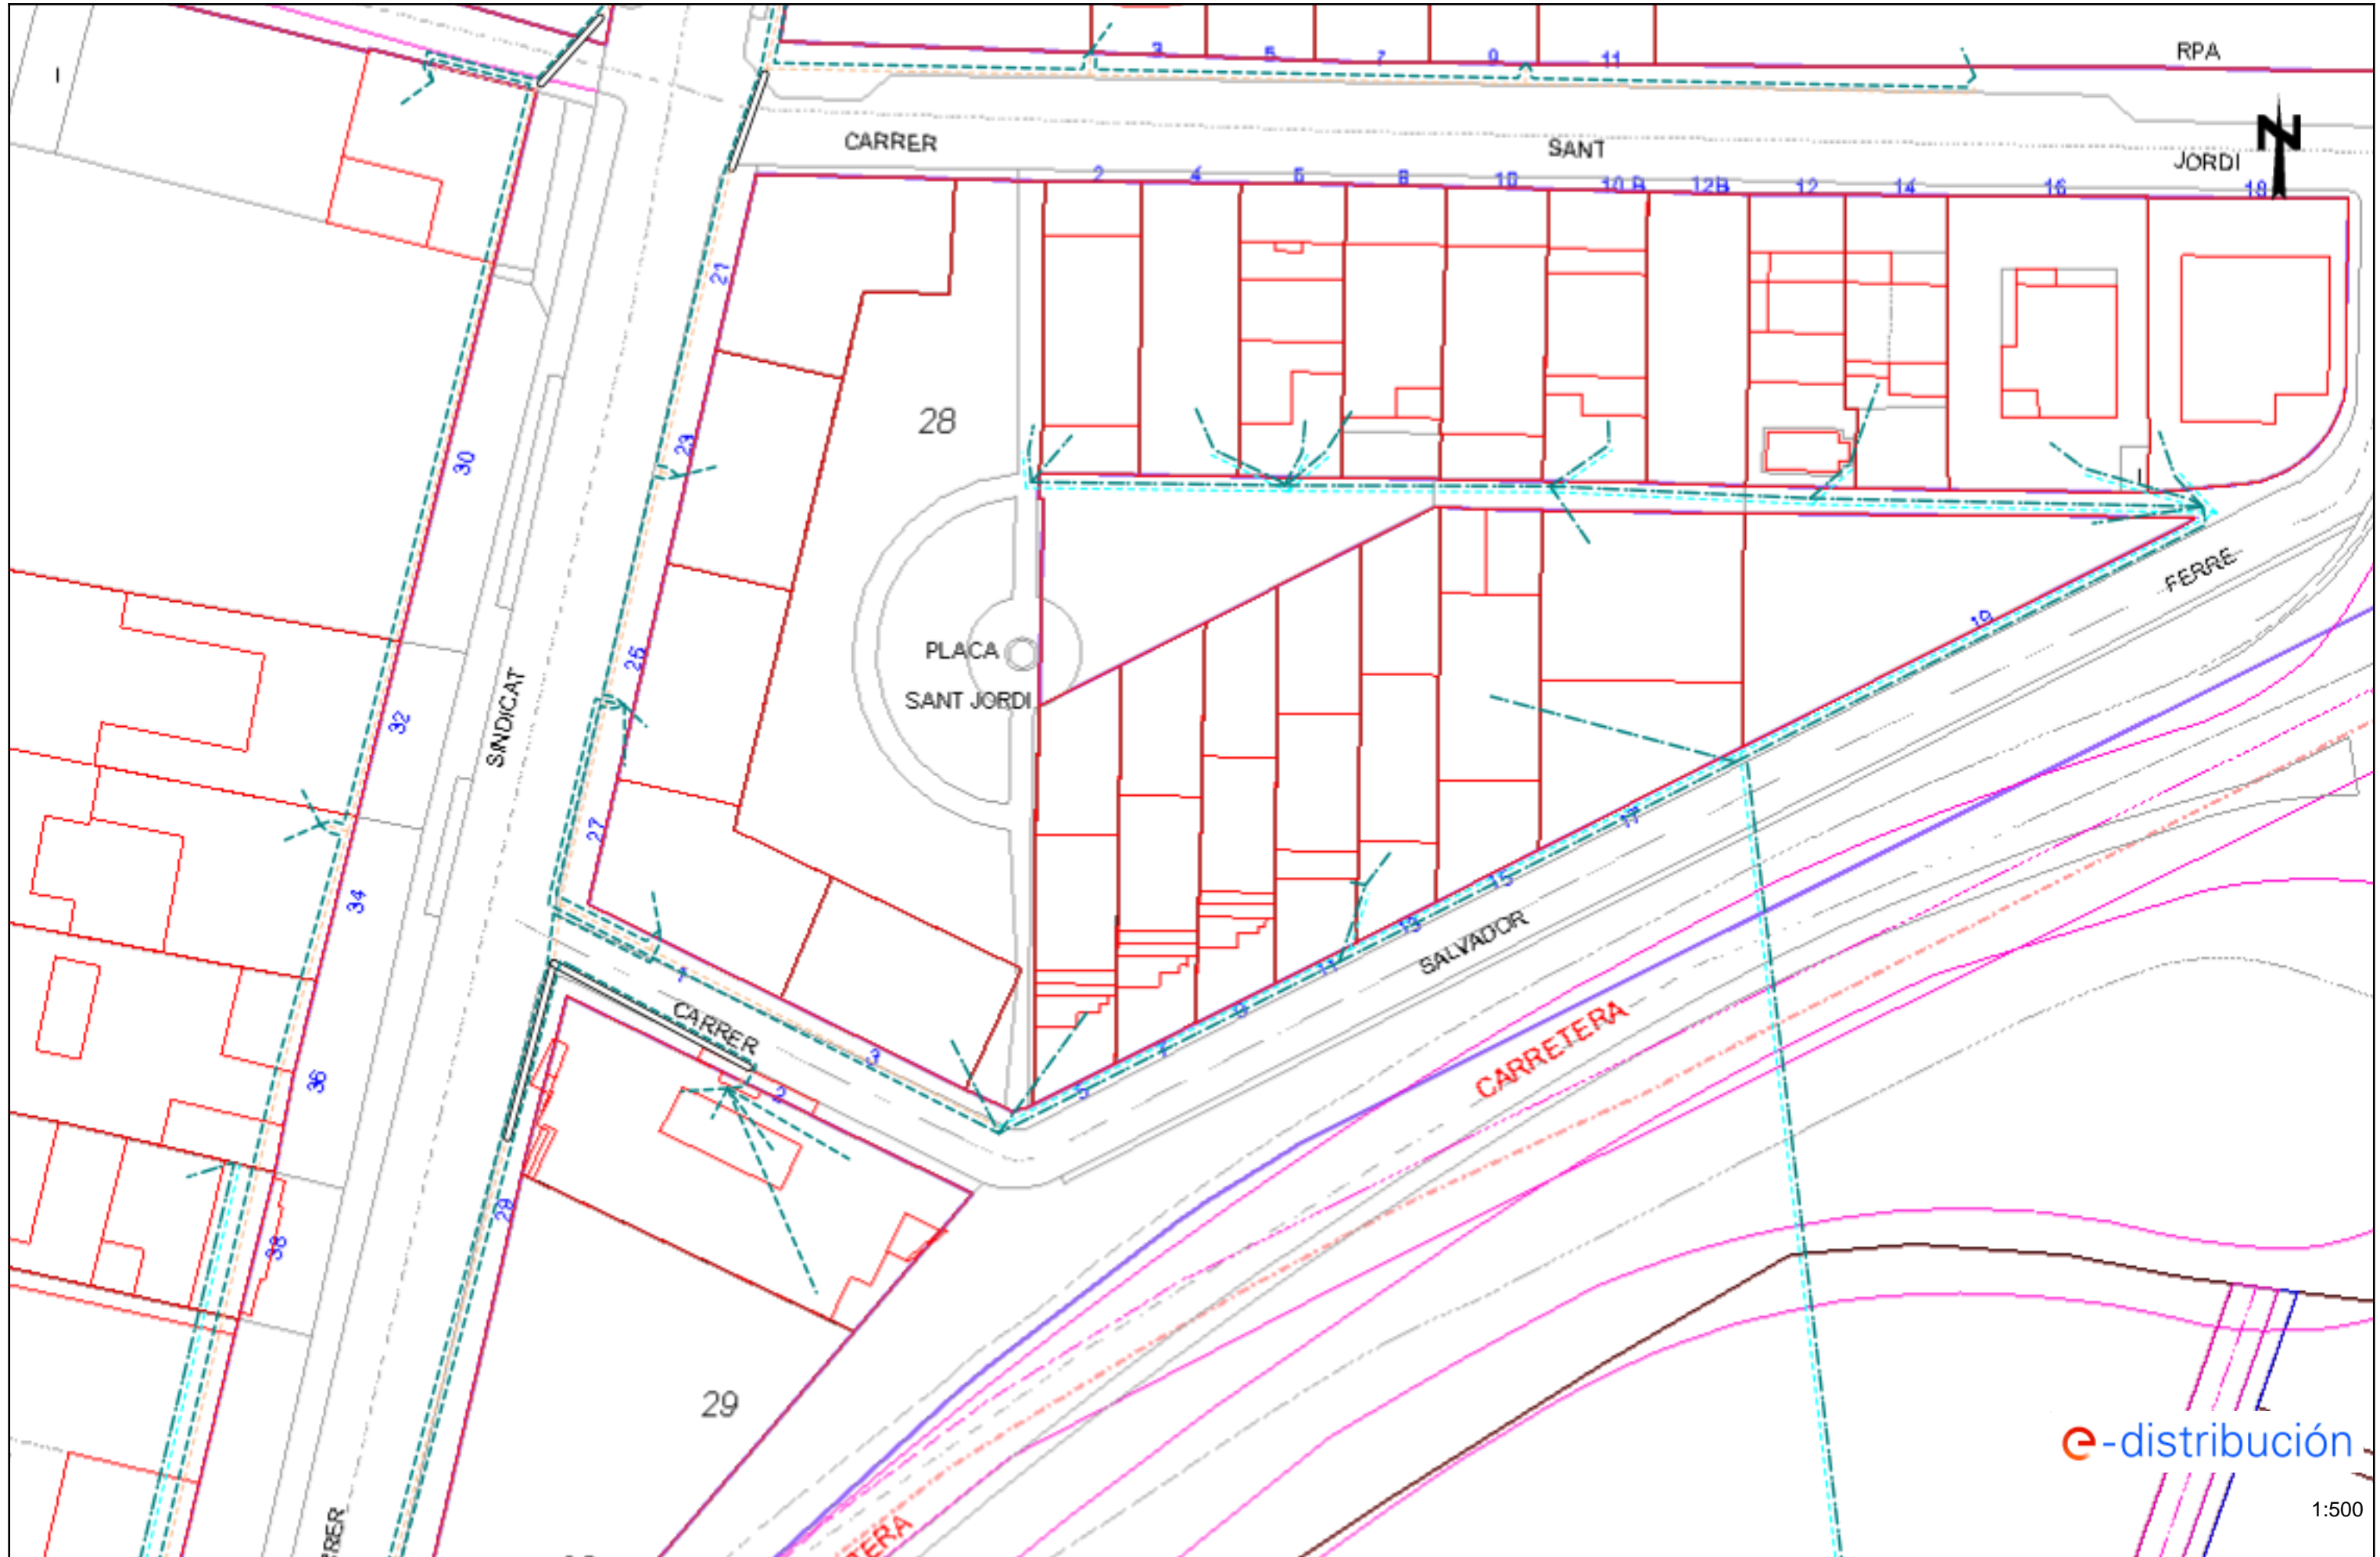 I
3
5
7
9
11
RPA
N
CARRER
SANT
JORDI
2
4
6
8
10
10 B
12B
12
14
16
18
21
28
23
30
I
FERRE
19
25
PLACA
SANT JORDI
32
SINDICAT
17
27
34
15
13
SALVADOR
11
1
9
CARRER
3
7
CARRETERA
36
2
5
29
38
29
e-distribución
1:500